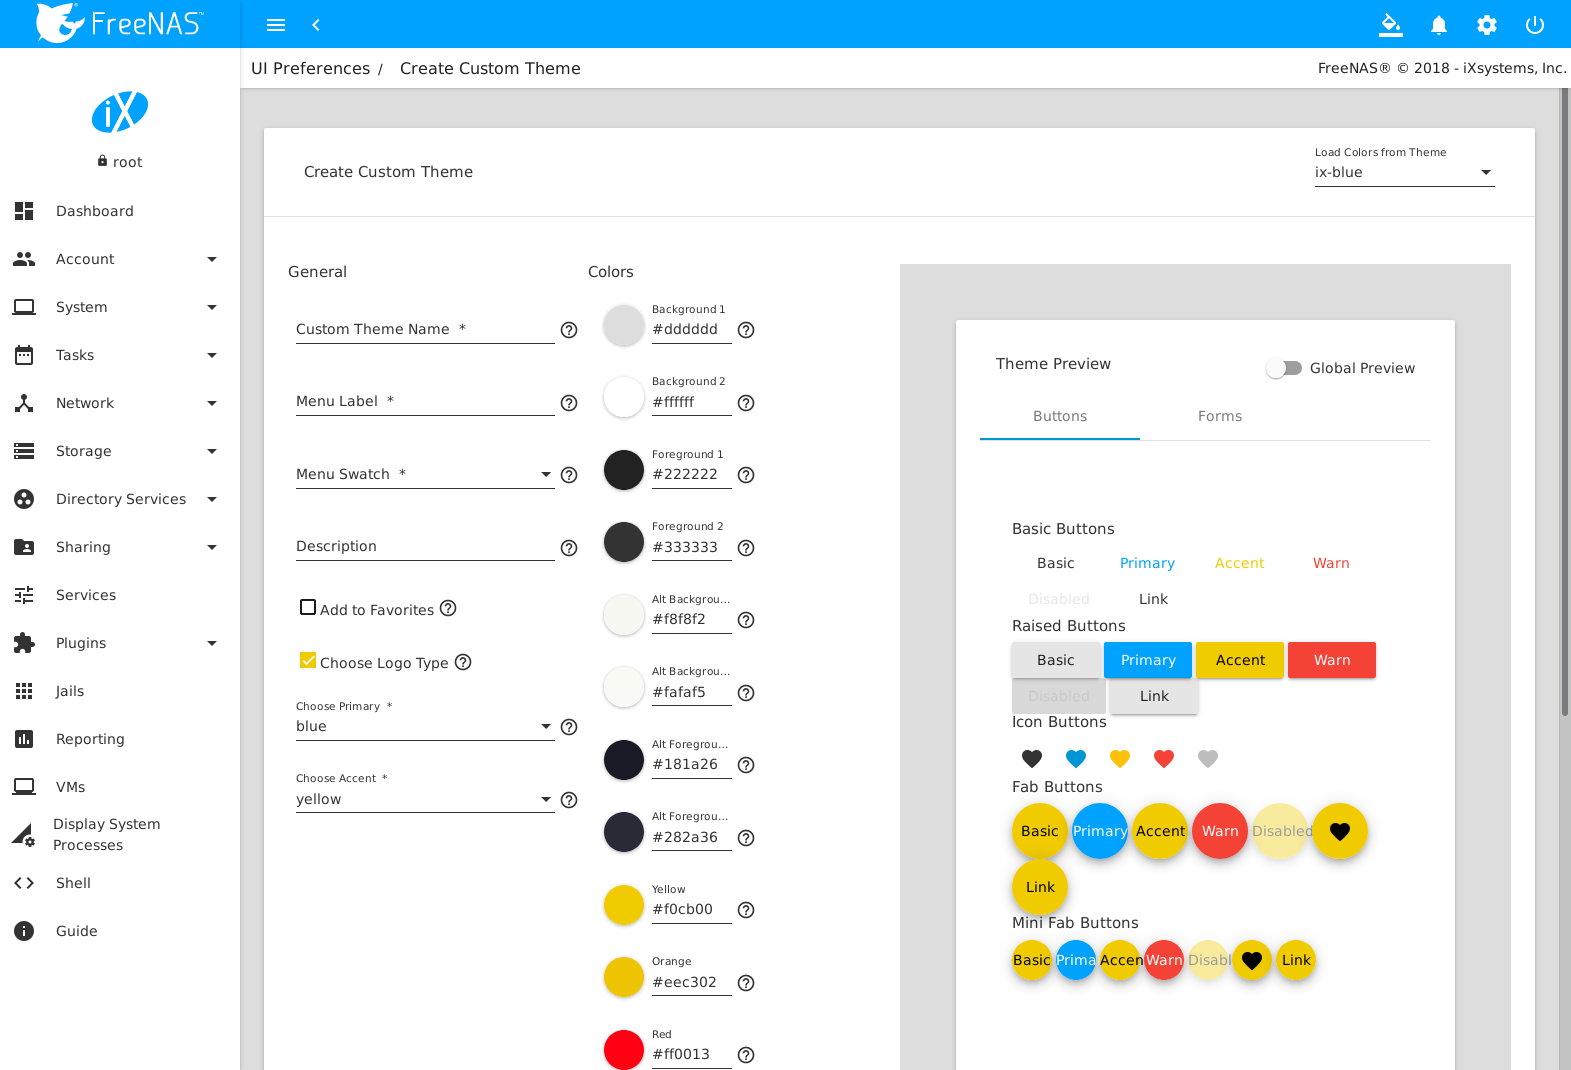 FreeNAS™
UI Preferences / Create Custom Theme
FreeNAS® © 2018 - iXsystems, Inc.
iX
root
Dashboard
Account
System
Tasks
Network
Storage
Directory Services
Sharing
Services
Plugins
Jails
Reporting
VMs
Display System
Processes
Shell
Guide
Create Custom Theme
Load Colors from Theme
ix-blue
General
Custom Theme Name *
Menu Label *
Menu Swatch *
Description
Add to Favorites
Choose Logo Type
Choose Primary *
blue
Choose Accent *
yellow
Colors
Background 1
#dddddd
Background 2
#ffffff
Foreground 1
#222222
Foreground 2
#333333
Alt Backgrou...
#f8f8f2
Alt Backgrou...
#fafaf5
Alt Foregrou...
#181a26
Alt Foregrou...
#282a36
Yellow
#f0cb00
Orange
#eec302
Red
#ff0013
Theme Preview
Global Preview
Buttons Forms
Basic Buttons
Basic Primary Accent Warn
Disabled Link
Raised Buttons
Basic Primary Accent Warn
Disabled Link
Icon Buttons
Fab Buttons
Basic Primary Accent Warn Disabled
Link
Mini Fab Buttons
Basic Prima Accen Warn Disabl Link